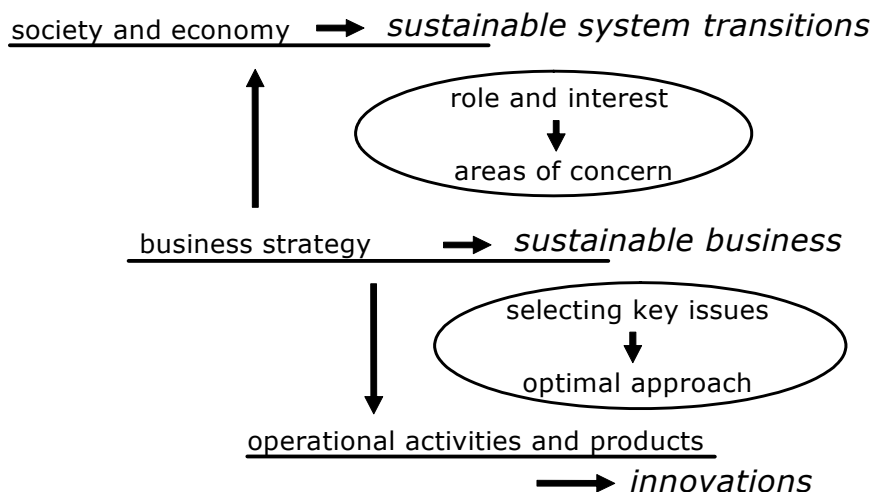 society and economy sustainable system transitions
role and interest
areas of concern
business strategy sustainable business
selecting key issues
optimal approach
operational activities and products
innovations